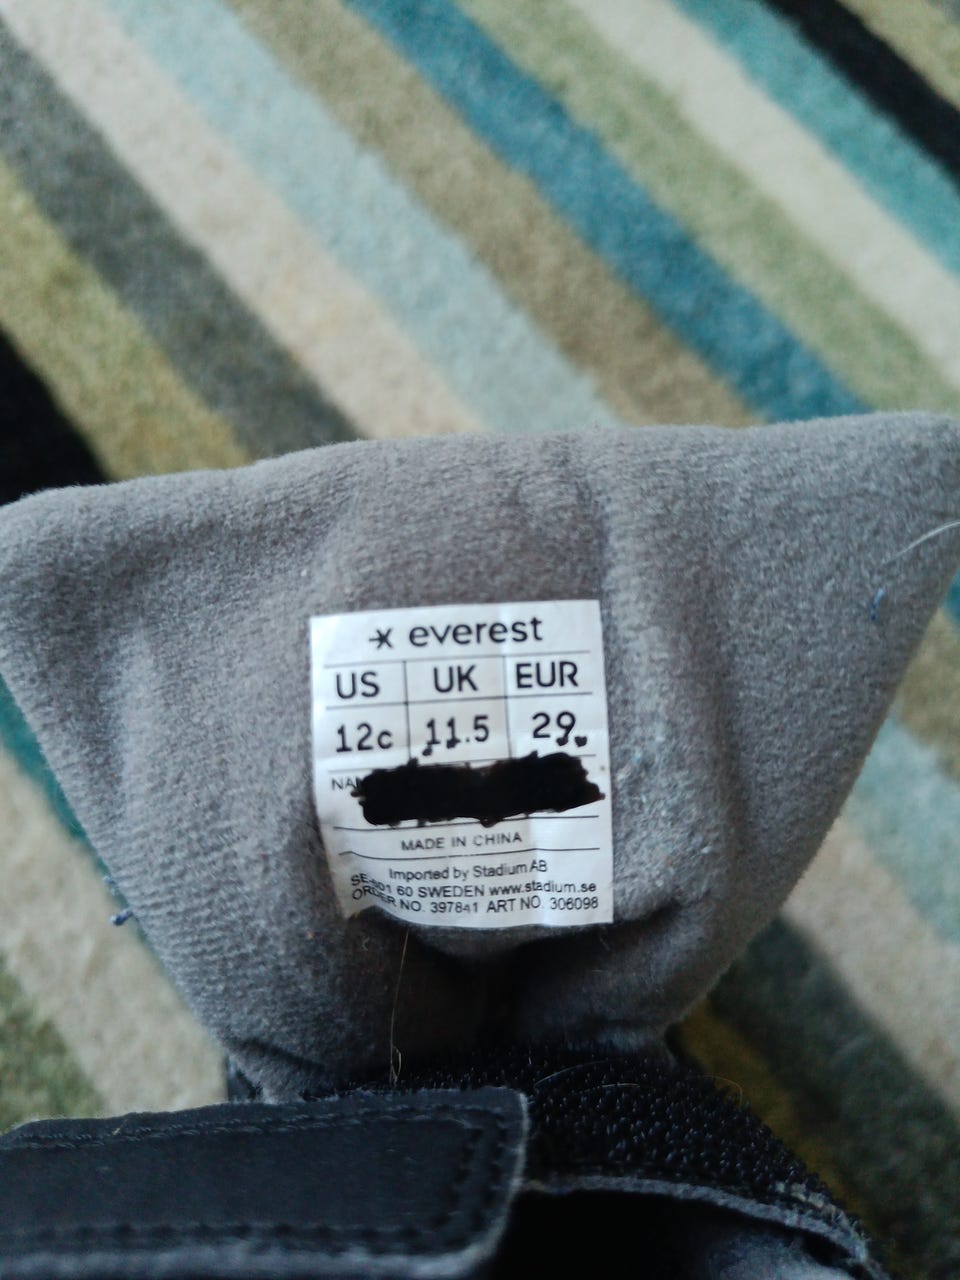 everest
US UK EUR
12c 11.5 29
MADE IN CHINA
Imported by Stadium AB
60 SWEDEN www.stadium.se
ORDER NO. 397841 ART NO. 306098